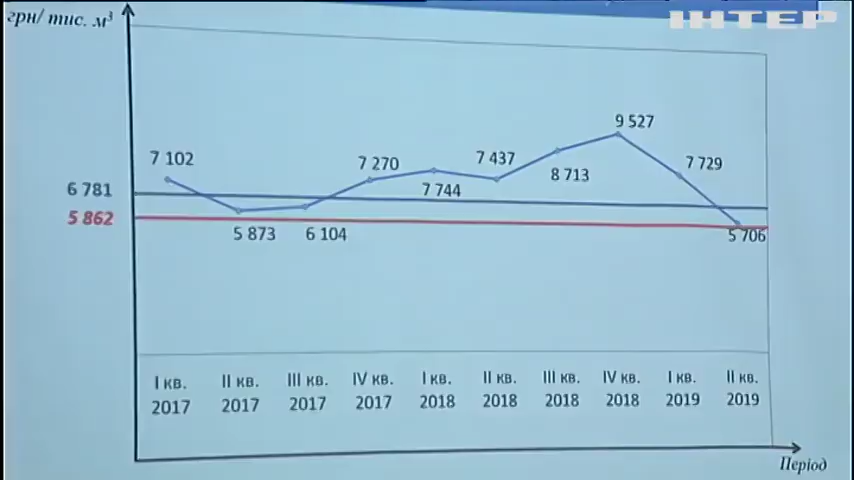 грн/ тис. м³
ІНТЕР
9 527
7 102
7 270
7 437
7 729
8 713
6 781
7 744
5 862
5 873
6 104
5 706
І кв.
2017
ІІ кв.
2017
ІІІ кв.
2017
IV кв.
2017
І кв.
2018
ІІ кв.
2018
ІІІ кв.
2018
IV кв.
2018
І кв.
2019
ІІ кв.
2019
Період